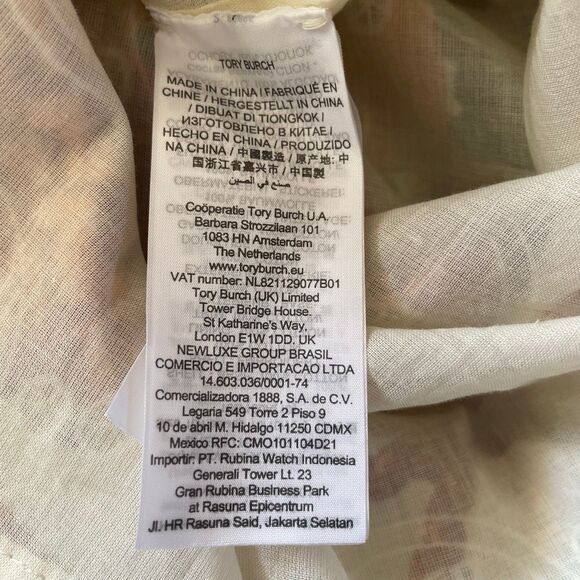 TORY BURCH
MADE IN CHINA / FABRIQUÉ EN
CHINE / HERGESTELLT IN CHINA
/ DIBUAT DI TIONGKOK /
ИЗГОТОВЛЕНО В КИТАЕ /
HECHO EN CHINA / PRODUZIDO
NA CHINA / 中國製造 / 原产地: 中
国浙江省嘉兴市 / 中国製
صنع في الصين
Coöperatie Tory Burch U.A.
Barbara Strozzilaan 101
1083 HN Amsterdam
The Netherlands
www.toryburch.eu
VAT number: NL821129077B01
Tory Burch (UK) Limited
Tower Bridge House.
St Katharine's Way,
London E1W 1DD, UK
NEWLUXE GROUP BRASIL
COMERCIO E IMPORTACAO LTDA
14.603.036/0001-74
Comercializadora 1888, S.A. de C.V.
Legaria 549 Torre 2 Piso 9
10 de abril M. Hidalgo 11250 CDMX
Mexico RFC: CMO101104D21
Importir: PT. Rubina Watch Indonesia
Generali Tower Lt. 23
Gran Rubina Business Park
at Rasuna Epicentrum
Jl. HR Rasuna Said, Jakarta Selatan